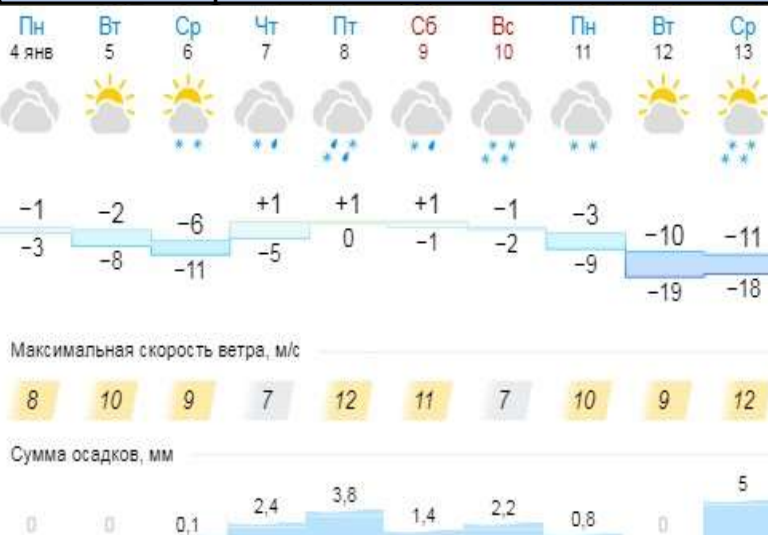 Пн Вт Ср Чт Пт Сб Вс Пн Вт Ср
4 янв 5 6 7 8 9 10 11 12 13
−1 −2 −6 +1 +1 +1 −1 −3 −10 −11
−3 −8 −11 −5 0 −1 −2 −9 −19 −18
Максимальная скорость ветра, м/с
8 10 9 7 12 11 7 10 9 12
Сумма осадков, мм
0 0 0,1 2,4 3,8 1,4 2,2 0,8 0 5